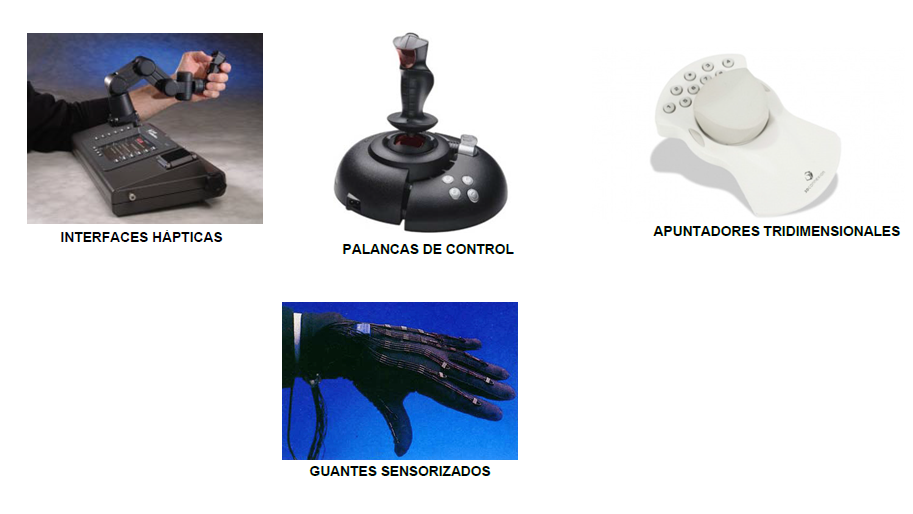 INTERFACES HÁPTICAS
PALANCAS DE CONTROL
APUNTADORES TRIDIMENSIONALES
GUANTES SENSORIZADOS